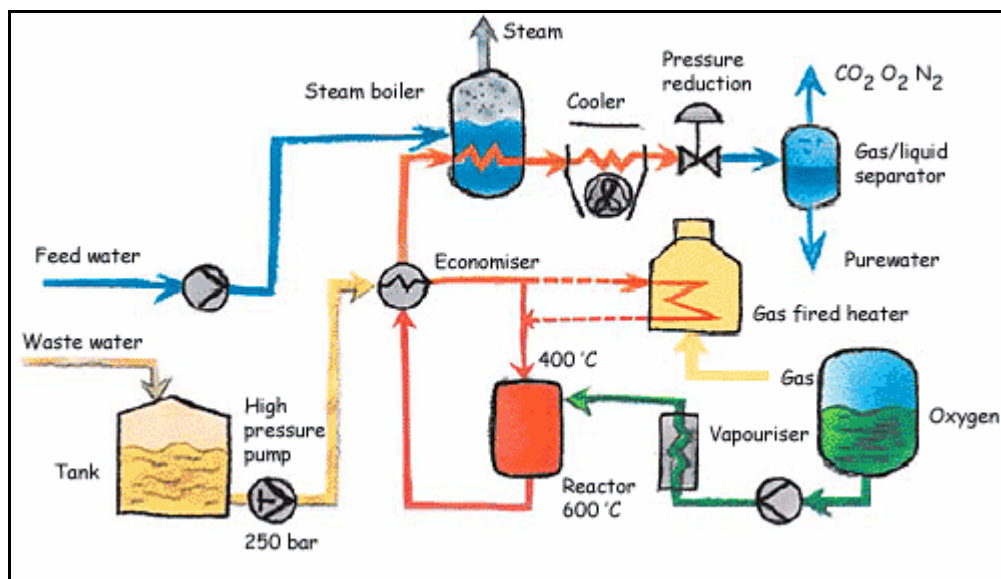 Steam
Steam boiler
Cooler
Pressure
reduction
CO2 O2 N2
Gas/liquid
separator
Purewater
Feed water
Economiser
Gas fired heater
Waste water
400 °C
Gas
High
pressure
pump
Tank
250 bar
Reactor
600 °C
Vapouriser
Oxygen